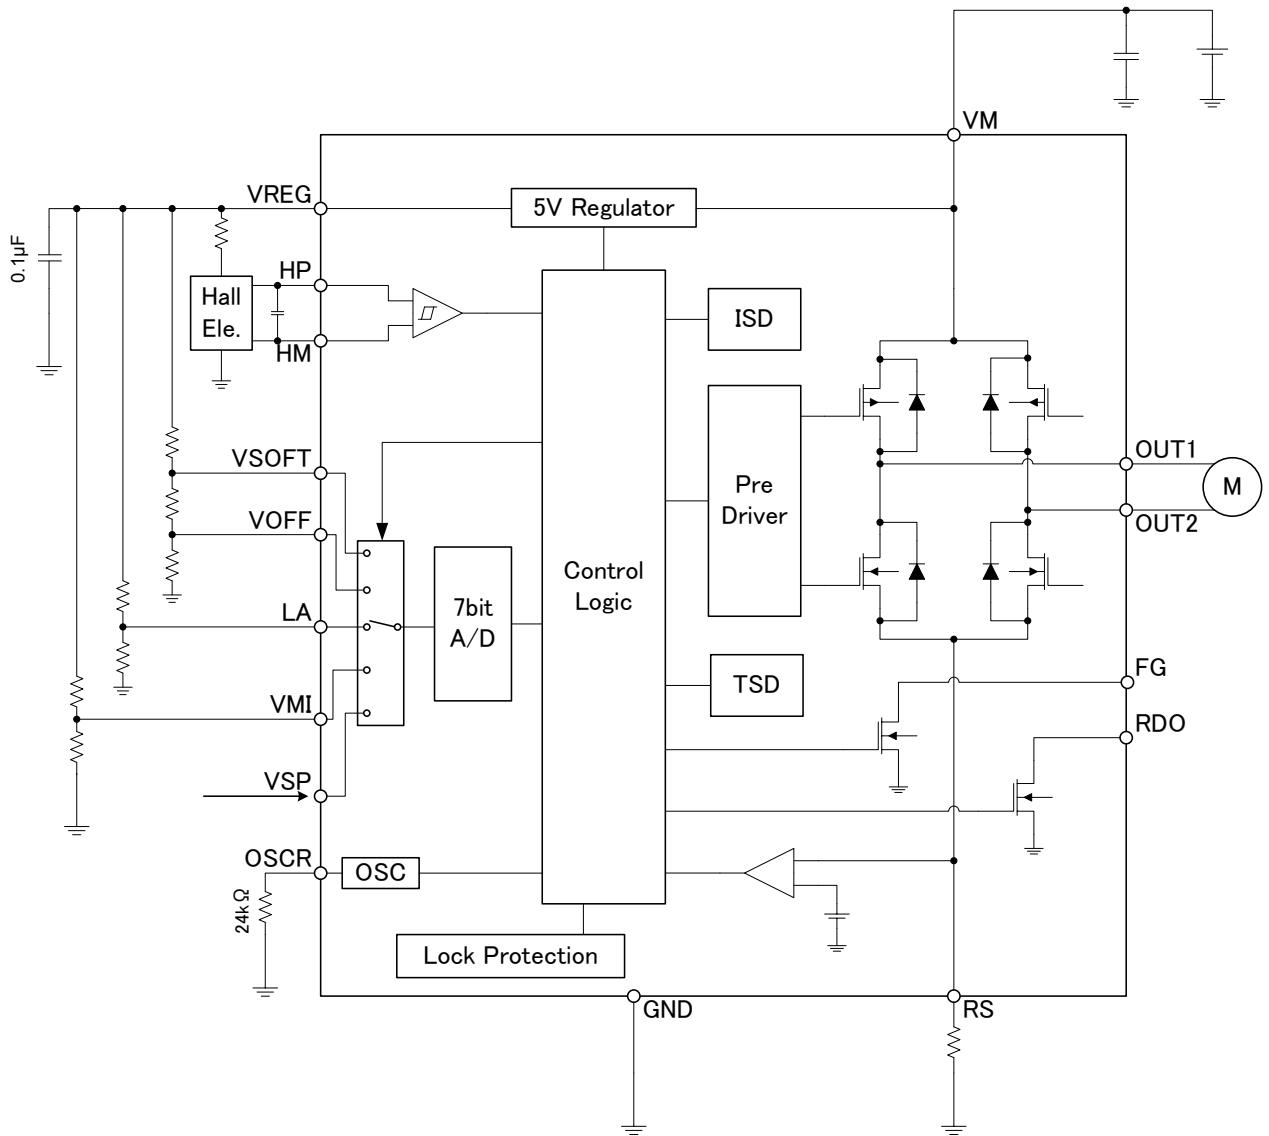 VM
VREG
5V Regulator
0.1μF
HP
Hall
Ele.
HM
ISD
VSOFT
OUT1
M
Pre
Driver
OUT2
VOFF
Control
Logic
7bit
A/D
LA
FG
TSD
VMI
RDO
VSP
OSCR
OSC
24kΩ
Lock Protection
GND
RS